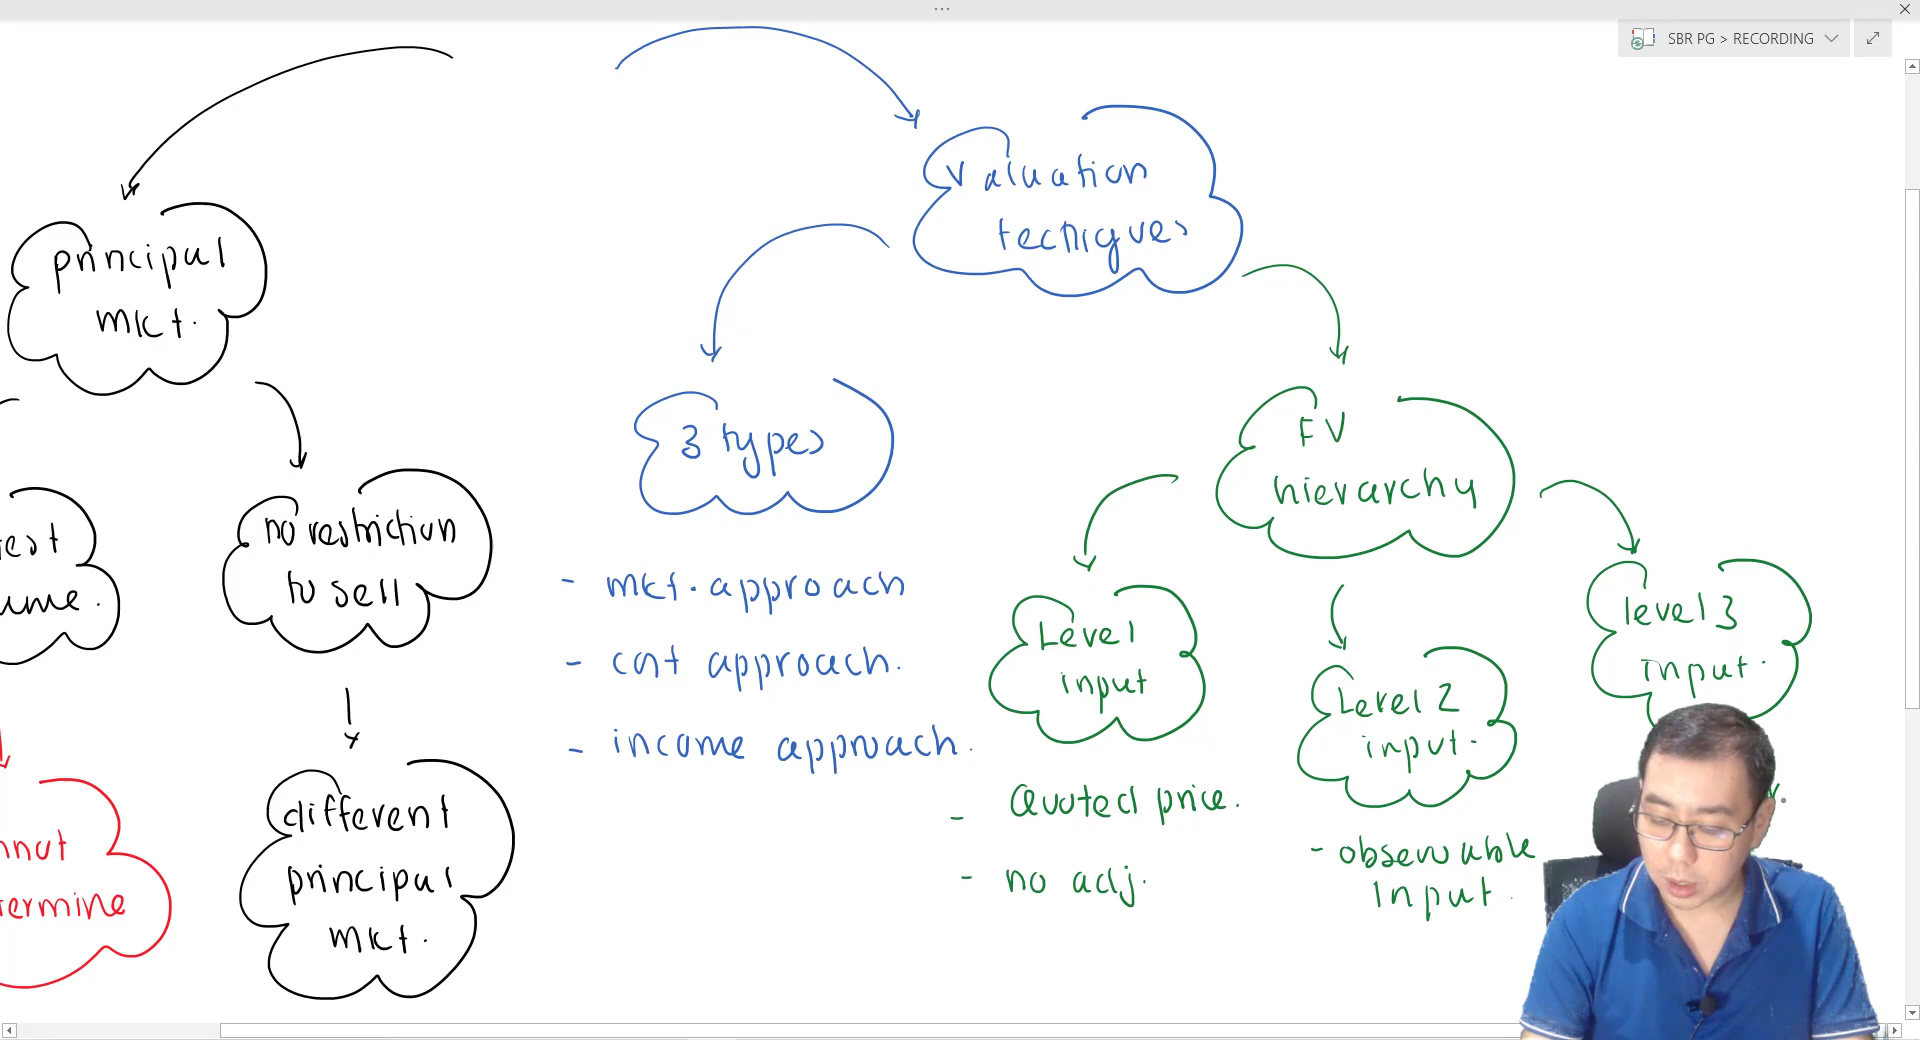 SBR PG > RECORDING
Valuation
techiques
principal
mkt.
3 types
FV
hierarchy
no restriction
to sell
- mkt. approach
- cost approach.
- income approach.
Level 1
input
Level 2
input.
level 3
input.
different
principal
mkt.
- Quoted price.
- no adj.
- observable
input.